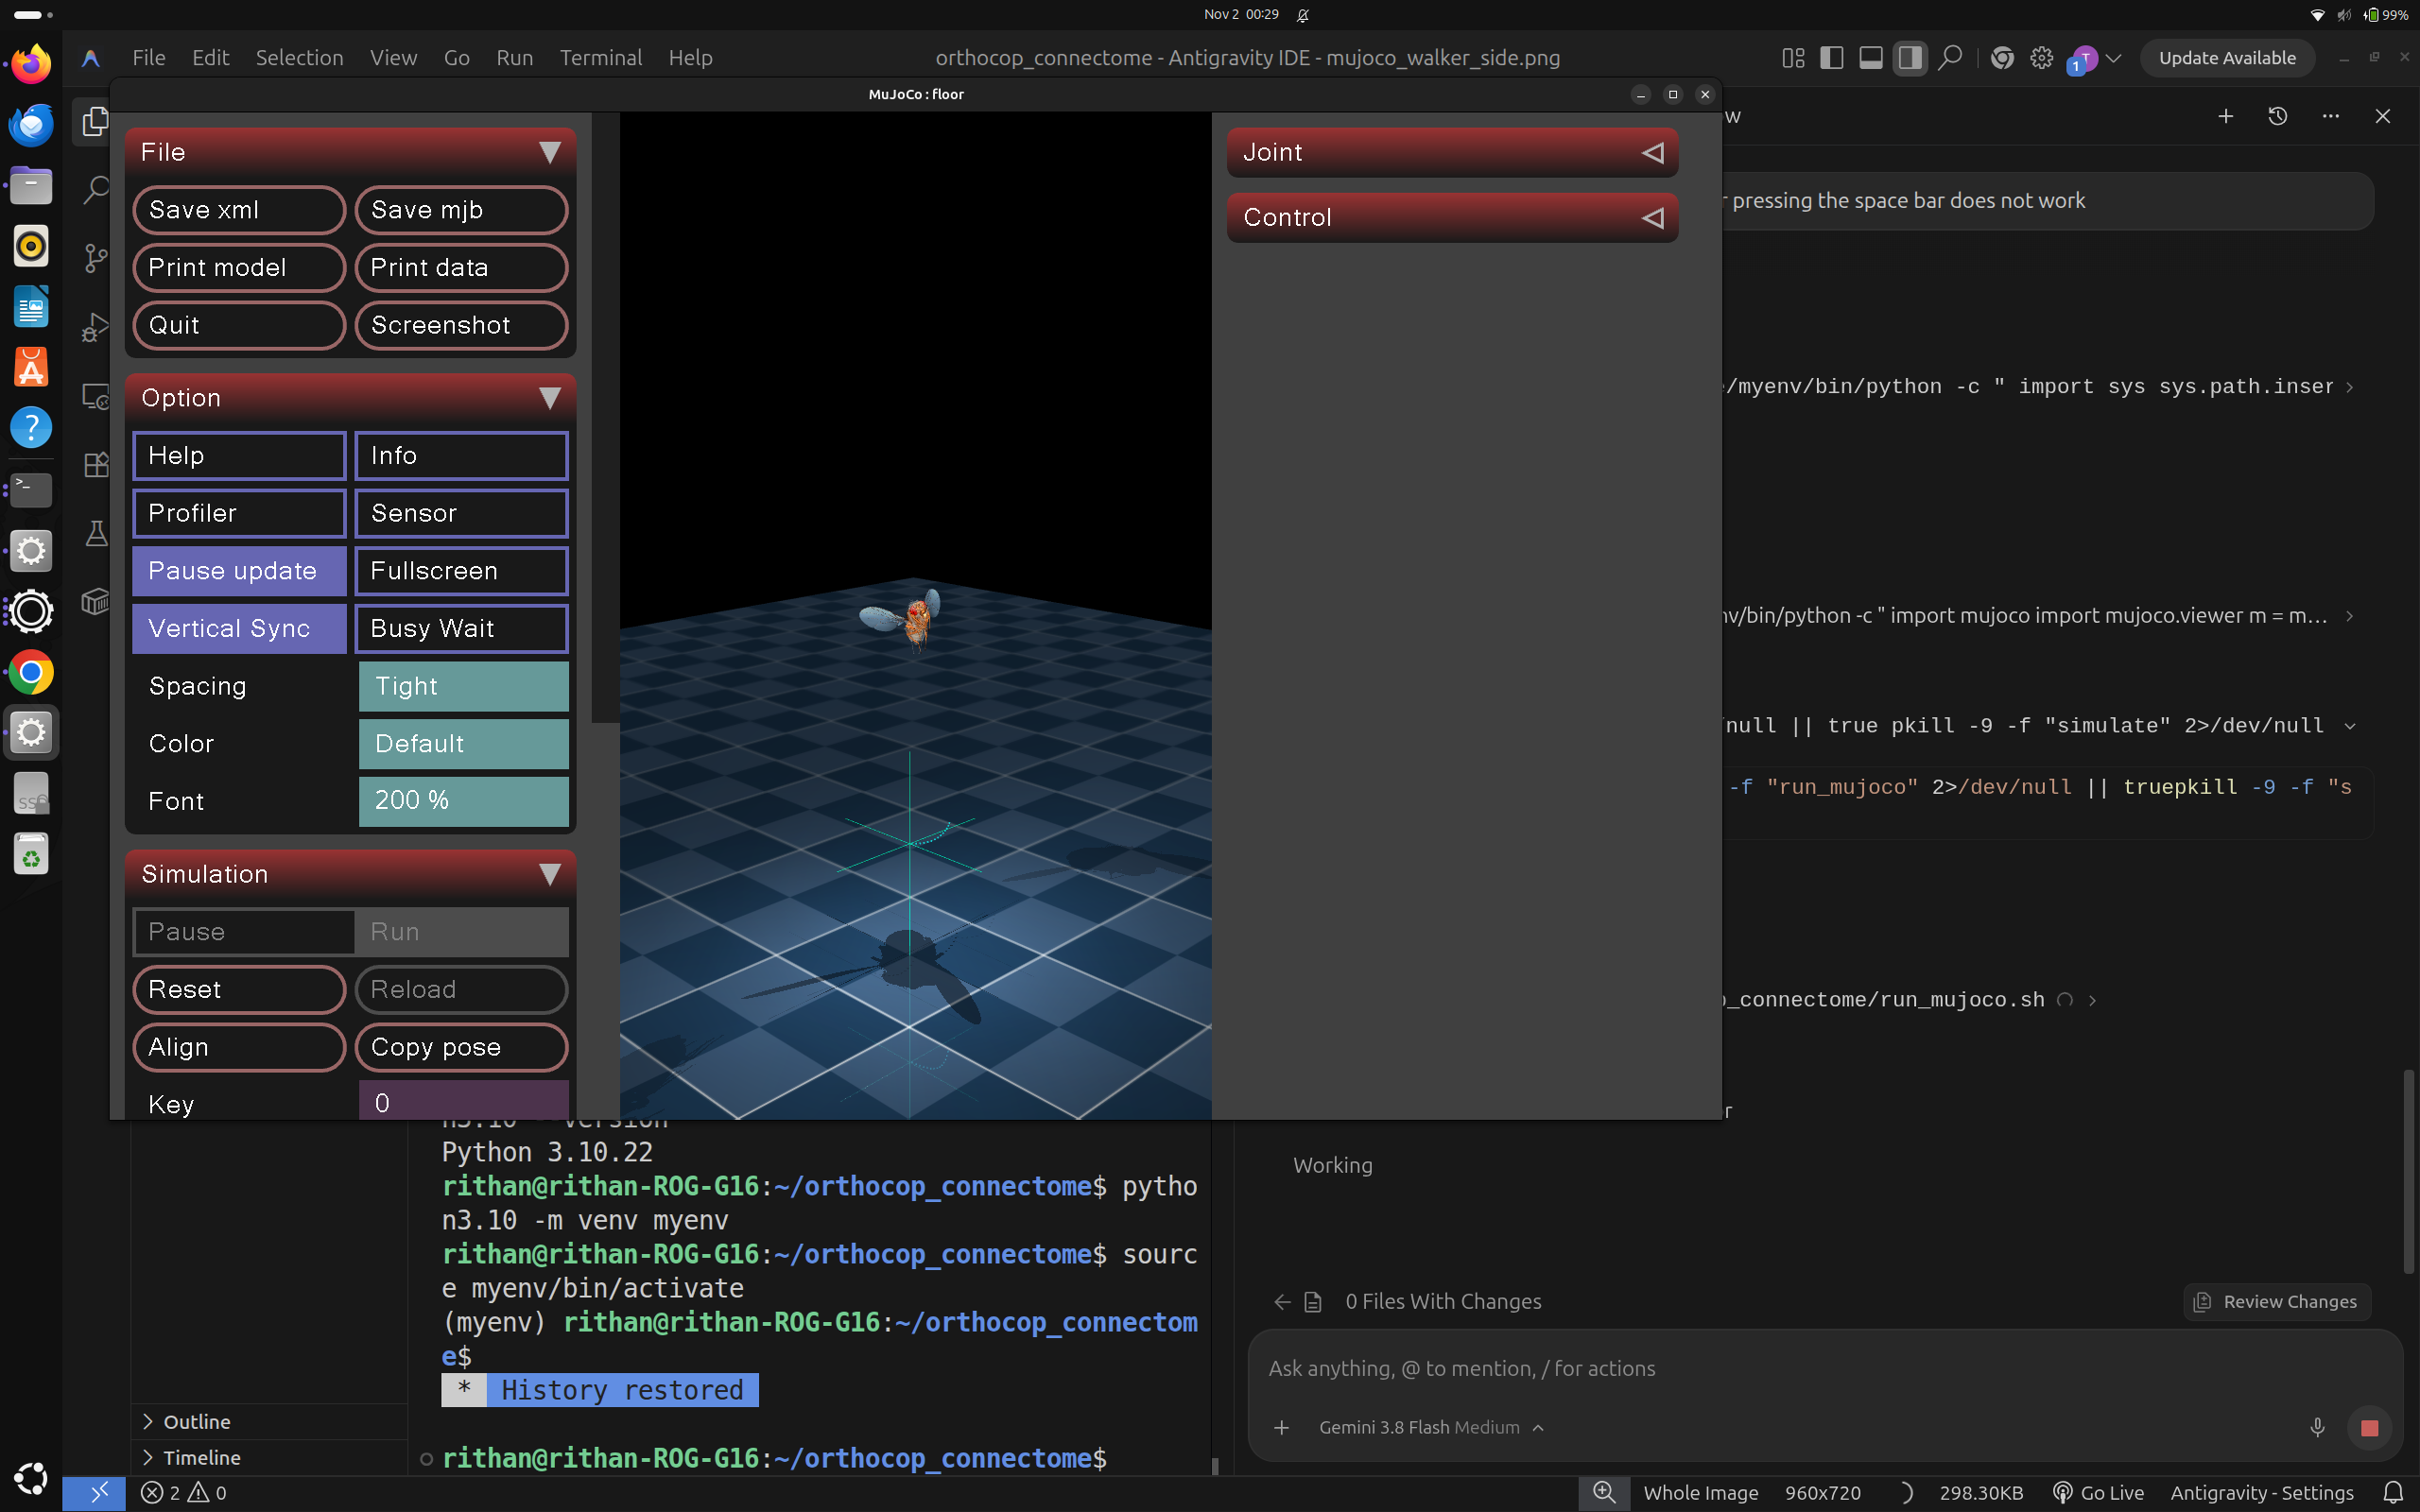 Nov 2 00:29
99%
File Edit Selection View Go Run Terminal Help
orthocop_connectome - Antigravity IDE - mujoco_walker_side.png
T
1
Update Available
MuJoCo : floor
File
Save xml
Save mjb
Print model
Print data
Quit
Screenshot
Option
Help
Info
Profiler
Sensor
Pause update
Fullscreen
Vertical Sync
Busy Wait
Spacing
Tight
Color
Default
Font
200 %
Simulation
Pause
Run
Reset
Reload
Align
Copy pose
Key
0
Joint
Control
w
r pressing the space bar does not work
/myenv/bin/python -c " import sys sys.path.inser
nv/bin/python -c " import mujoco import mujoco.viewer m = m...
/null || true pkill -9 -f "simulate" 2>/dev/null
-f "run_mujoco" 2>/dev/null || truepkill -9 -f "s
p_connectome/run_mujoco.sh
r
Working
0 Files With Changes
Review Changes
Ask anything, @ to mention, / for actions
Gemini 3.8 Flash Medium
n3.10 --version
Python 3.10.22
rithan@rithan-ROG-G16:~/orthocop_connectome$ pytho
n3.10 -m venv myenv
rithan@rithan-ROG-G16:~/orthocop_connectome$ sourc
e myenv/bin/activate
(myenv) rithan@rithan-ROG-G16:~/orthocop_connectom
e$
* History restored
rithan@rithan-ROG-G16:~/orthocop_connectome$
Outline
Timeline
2 0
Whole Image 960x720 298.30KB Go Live Antigravity - Settings